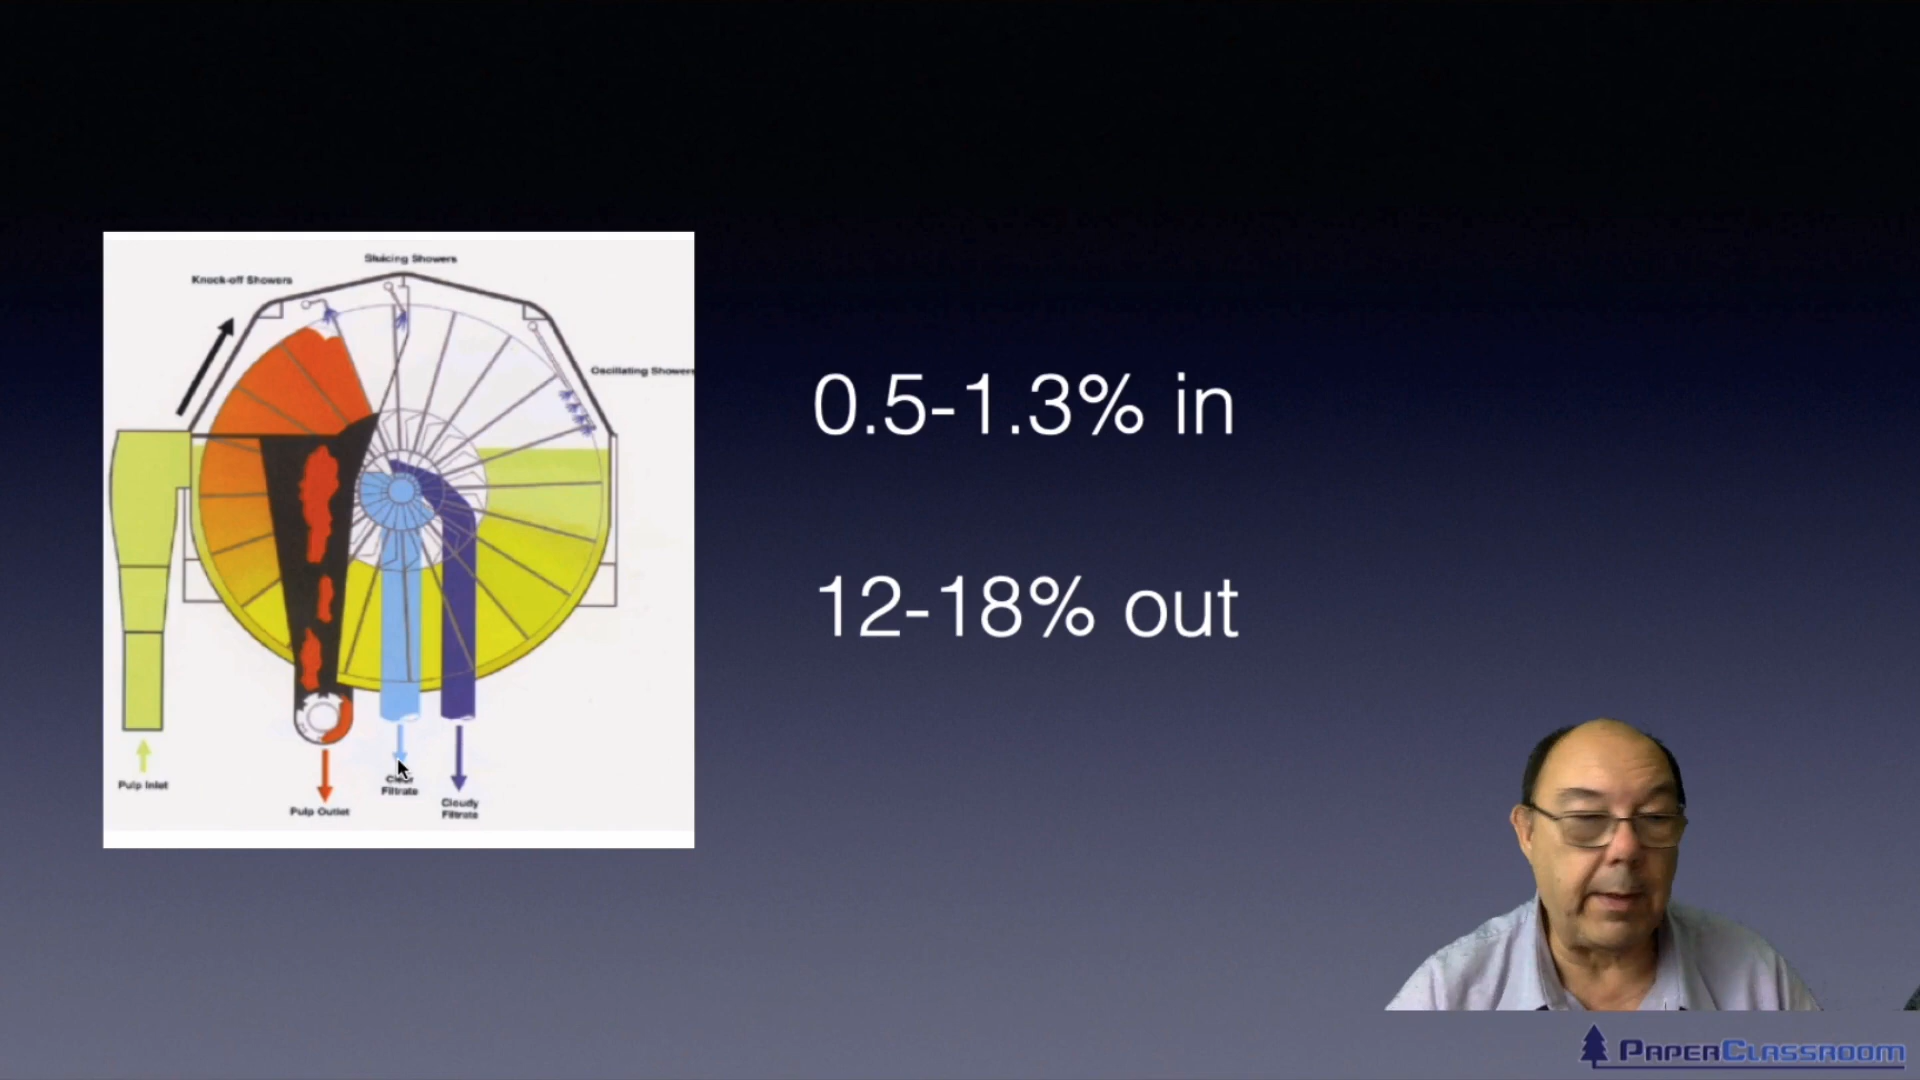 Sluicing Showers
Knock-off Showers
Oscillating Showers
0.5-1.3% in
12-18% out
Pulp Inlet
Pulp Outlet
Clear
Filtrate
Cloudy
Filtrate
PAPERCLASSROOM